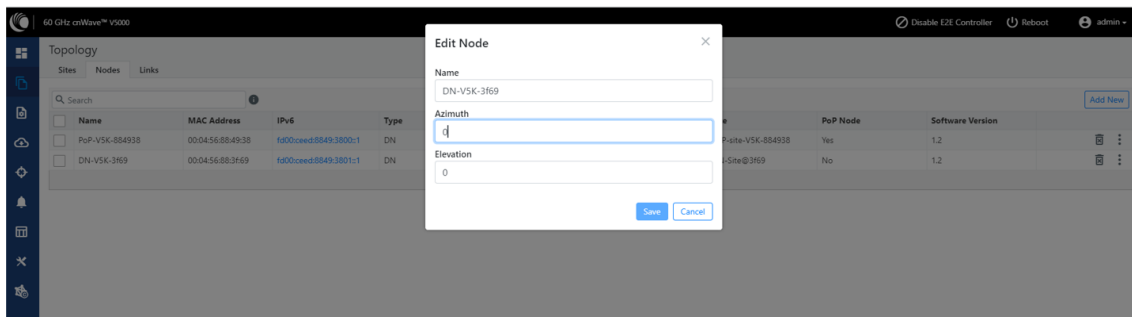 60 GHz cnWave™ V5000
Disable E2E Controller
Reboot
admin
Topology
Sites Nodes Links
Search
Add New
Name MAC Address IPv6 Type PoP Node Software Version
PoP-V5K-884938 00:04:56:88:49:38 fd00:ceed:8849:3800::1 DN P-site-V5K-884938 Yes 1.2
DN-V5K-3f69 00:04:56:88:3f:69 fd00:ceed:8849:3801::1 DN -Site@3f69 No 1.2
Edit Node
Name
DN-V5K-3f69
Azimuth
0
Elevation
0
Save Cancel